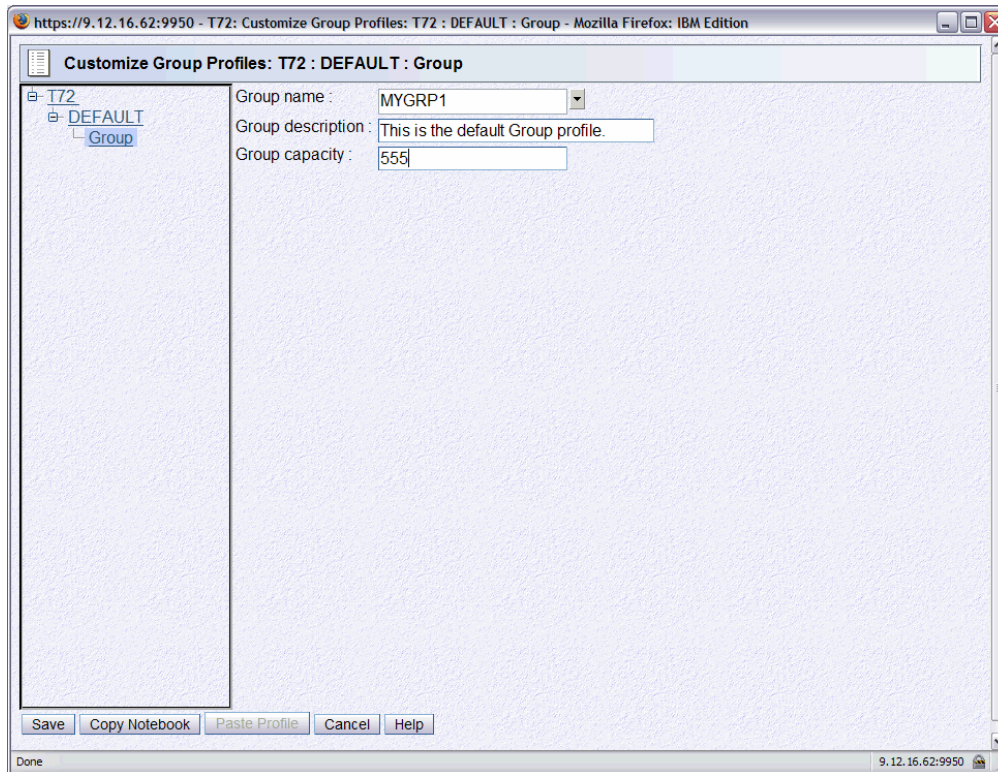 https://9.12.16.62:9950 - T72: Customize Group Profiles: T72 : DEFAULT : Group - Mozilla Firefox: IBM Edition
Customize Group Profiles: T72 : DEFAULT : Group
T72
DEFAULT
Group
Group name : MYGRP1
Group description : This is the default Group profile.
Group capacity : 555
Save Copy Notebook Paste Profile Cancel Help
Done 9.12.16.62:9950